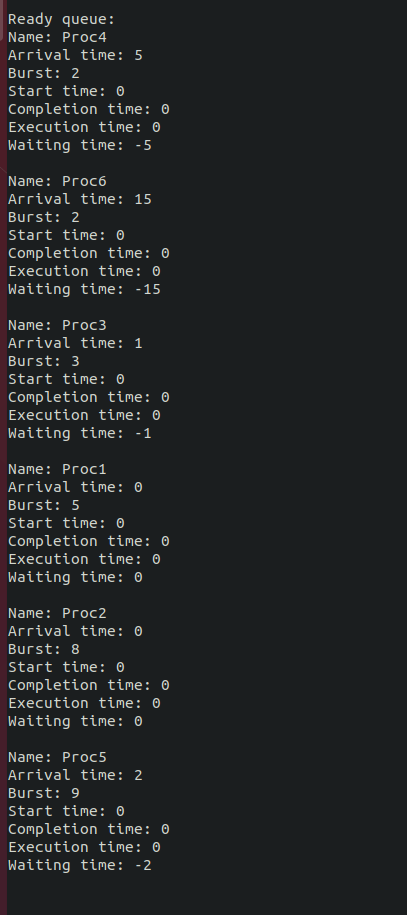 Ready queue:
Name: Proc4
Arrival time: 5
Burst: 2
Start time: 0
Completion time: 0
Execution time: 0
Waiting time: -5
Name: Proc6
Arrival time: 15
Burst: 2
Start time: 0
Completion time: 0
Execution time: 0
Waiting time: -15
Name: Proc3
Arrival time: 1
Burst: 3
Start time: 0
Completion time: 0
Execution time: 0
Waiting time: -1
Name: Proc1
Arrival time: 0
Burst: 5
Start time: 0
Completion time: 0
Execution time: 0
Waiting time: 0
Name: Proc2
Arrival time: 0
Burst: 8
Start time: 0
Completion time: 0
Execution time: 0
Waiting time: 0
Name: Proc5
Arrival time: 2
Burst: 9
Start time: 0
Completion time: 0
Execution time: 0
Waiting time: -2